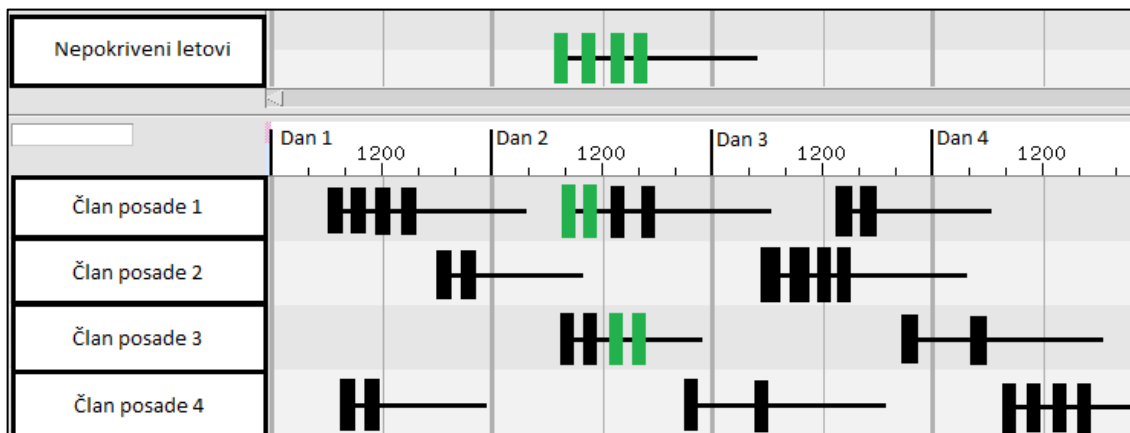 Nepokriveni letovi
Dan 1 Dan 2 Dan 3 Dan 4
1200 1200 1200 1200
Član posade 1
Član posade 2
Član posade 3
Član posade 4